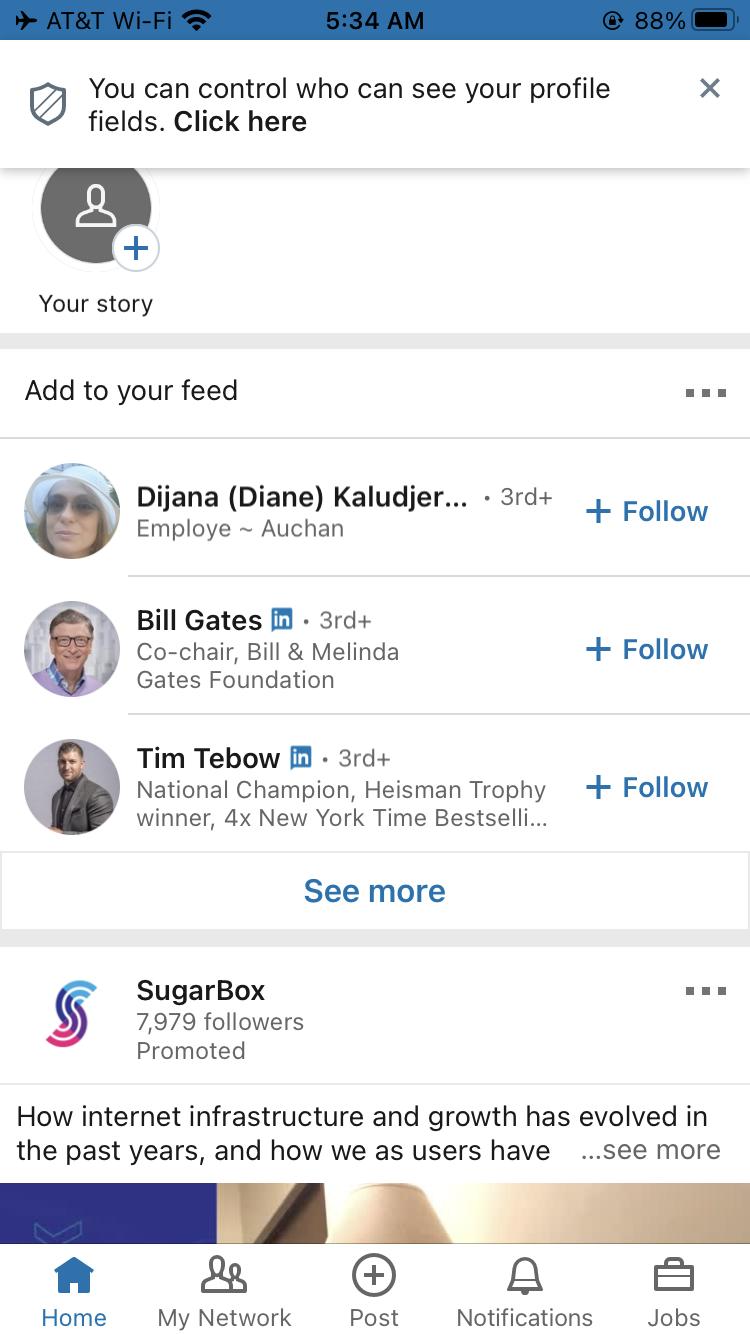 AT&T Wi-Fi 5:34 AM 88%
You can control who can see your profile
fields. Click here
Your story
Add to your feed
Dijana (Diane) Kaludjer... • 3rd+
Employe ~ Auchan
+ Follow
Bill Gates in • 3rd+
Co-chair, Bill & Melinda
Gates Foundation
+ Follow
Tim Tebow in • 3rd+
National Champion, Heisman Trophy
winner, 4x New York Time Bestselli...
+ Follow
See more
SugarBox
7,979 followers
Promoted
How internet infrastructure and growth has evolved in
the past years, and how we as users have ...see more
Home My Network Post Notifications Jobs